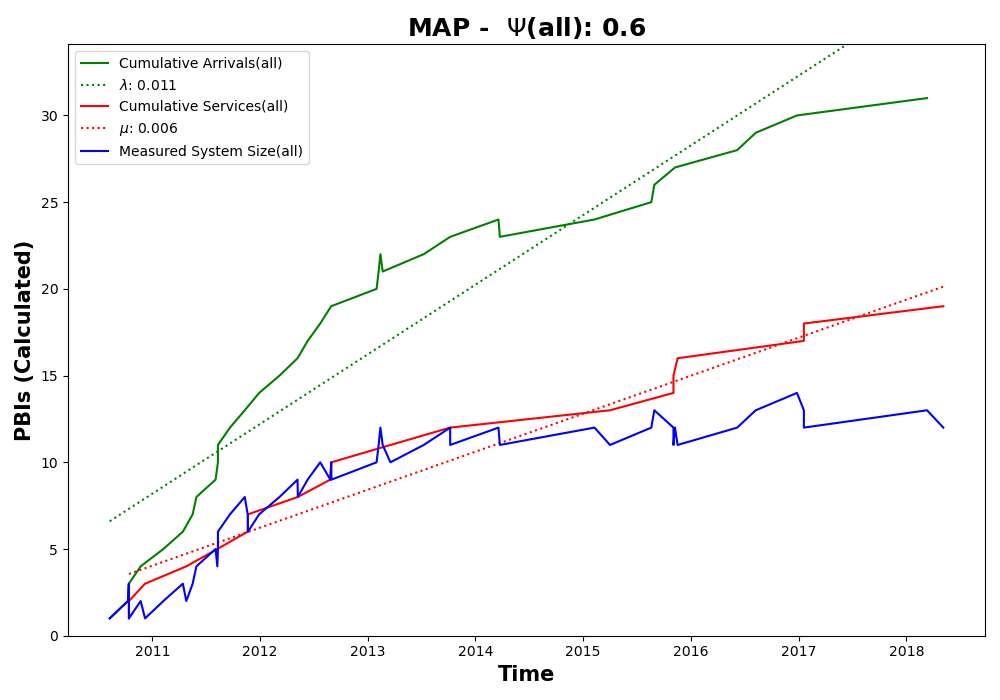 MAP - Ψ(all): 0.6
Cumulative Arrivals(all)
λ: 0.011
Cumulative Services(all)
μ: 0.006
Measured System Size(all)
PBIs (Calculated)
30
25
20
15
10
5
0
2011 2012 2013 2014 2015 2016 2017 2018
Time